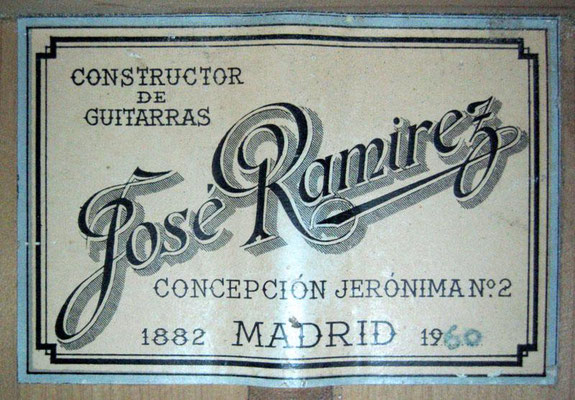 CONSTRUCTOR
DE
GUITARRAS
José Ramirez
CONCEPCIÓN JERÓNIMA Nº 2
1882 MADRID 1960